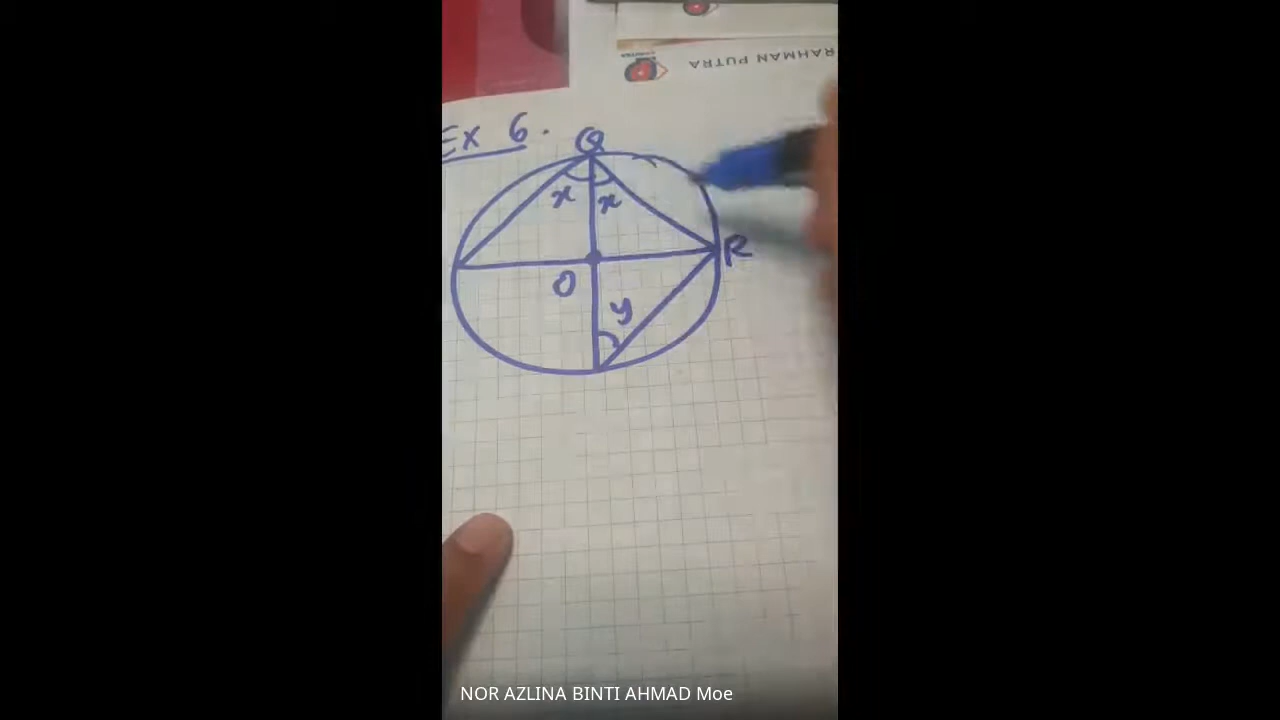 RAHMAN PUTRA
Ex 6.
Q
x x
R
O
y
NOR AZLINA BINTI AHMAD Moe